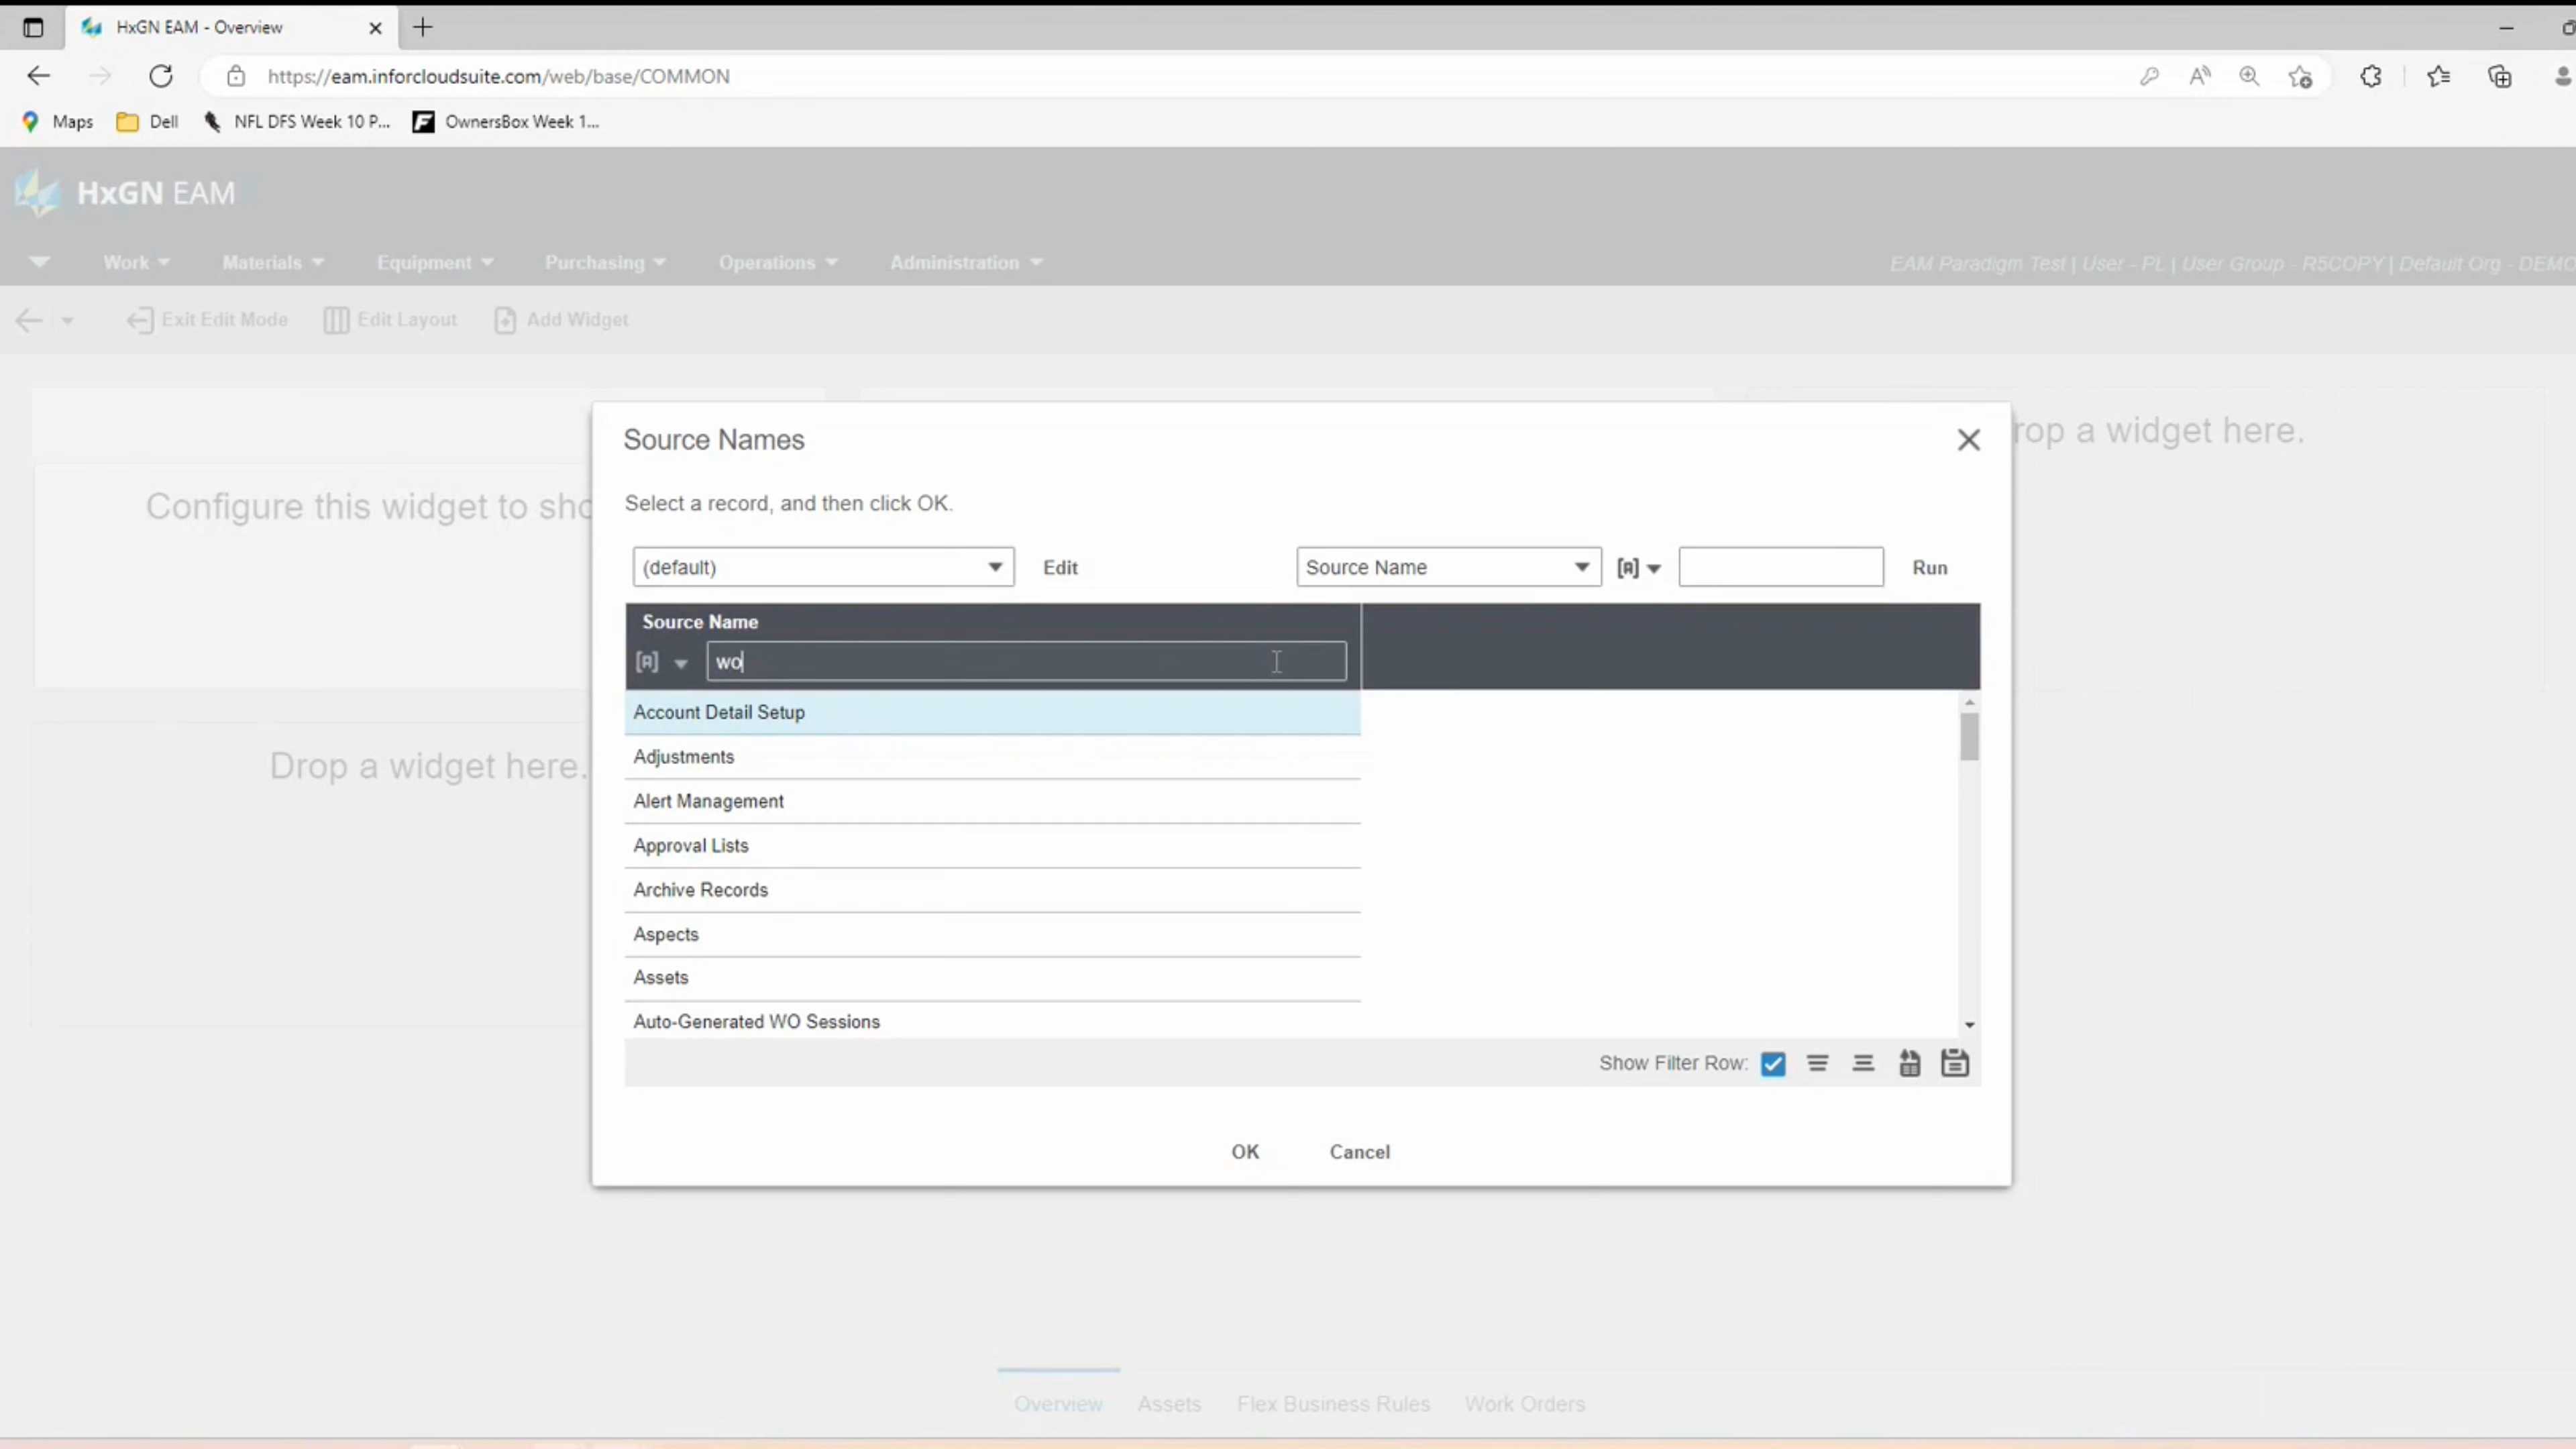 HxGN EAM - Overview
https://eam.inforcloudsuite.com/web/base/COMMON
Maps Dell NFL DFS Week 10 P... OwnersBox Week 1...
HxGN EAM
Work Materials Equipment Purchasing Operations Administration
EAM Paradigm Test | User - PL | User Group - R5COPY | Default Org - DEMO
Exit Edit Mode Edit Layout Add Widget
rop a widget here.
Configure this widget to sho
Drop a widget here.
Source Names
Select a record, and then click OK.
(default) Edit Source Name [A] Run
Source Name
[A] wo
Account Detail Setup
Adjustments
Alert Management
Approval Lists
Archive Records
Aspects
Assets
Auto-Generated WO Sessions
Show Filter Row:
OK Cancel
Overview Assets Flex Business Rules Work Orders